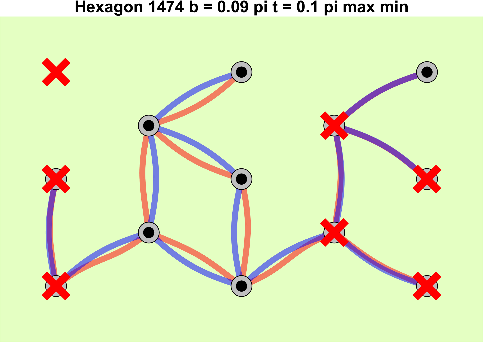 Hexagon 1474 b = 0.09 pi t = 0.1 pi max min